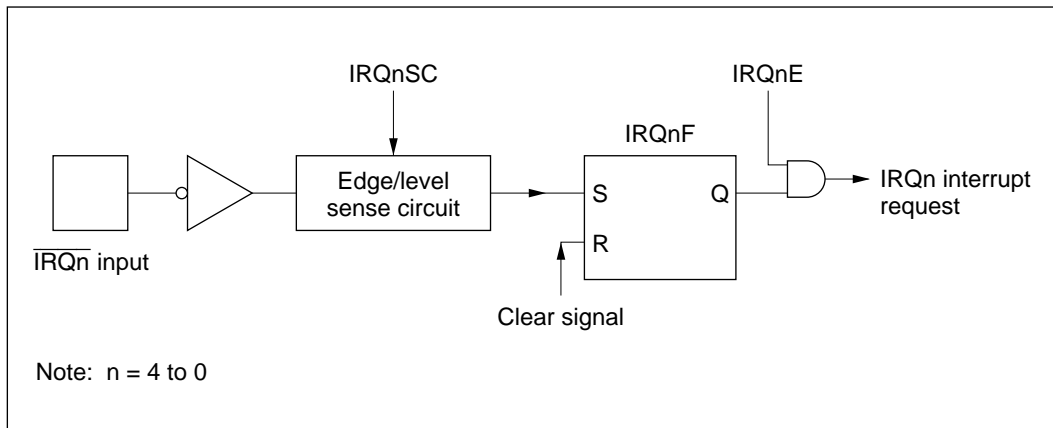 IRQnSC
IRQnE
IRQnF
Edge/level
sense circuit
S
Q
R
IRQn interrupt
request
IRQn input
Clear signal
Note: n = 4 to 0